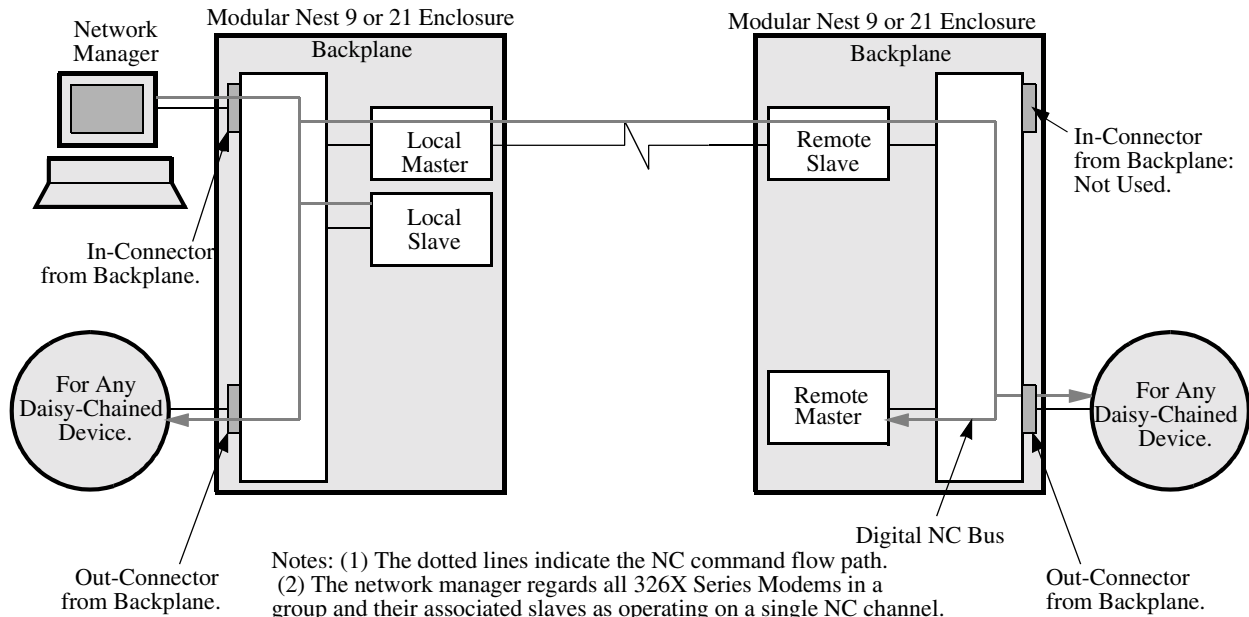 Modular Nest 9 or 21 Enclosure
Modular Nest 9 or 21 Enclosure
Network
Manager
Backplane
Backplane
Local
Master
Remote
Slave
In-Connector
from Backplane:
Not Used.
Local
Slave
In-Connector
from Backplane.
For Any
Daisy-Chained
Device.
Remote
Master
For Any
Daisy-Chained
Device.
Digital NC Bus
Out-Connector
from Backplane.
Notes: (1) The dotted lines indicate the NC command flow path.
(2) The network manager regards all 326X Series Modems in a
group and their associated slaves as operating on a single NC channel.
Out-Connector
from Backplane.